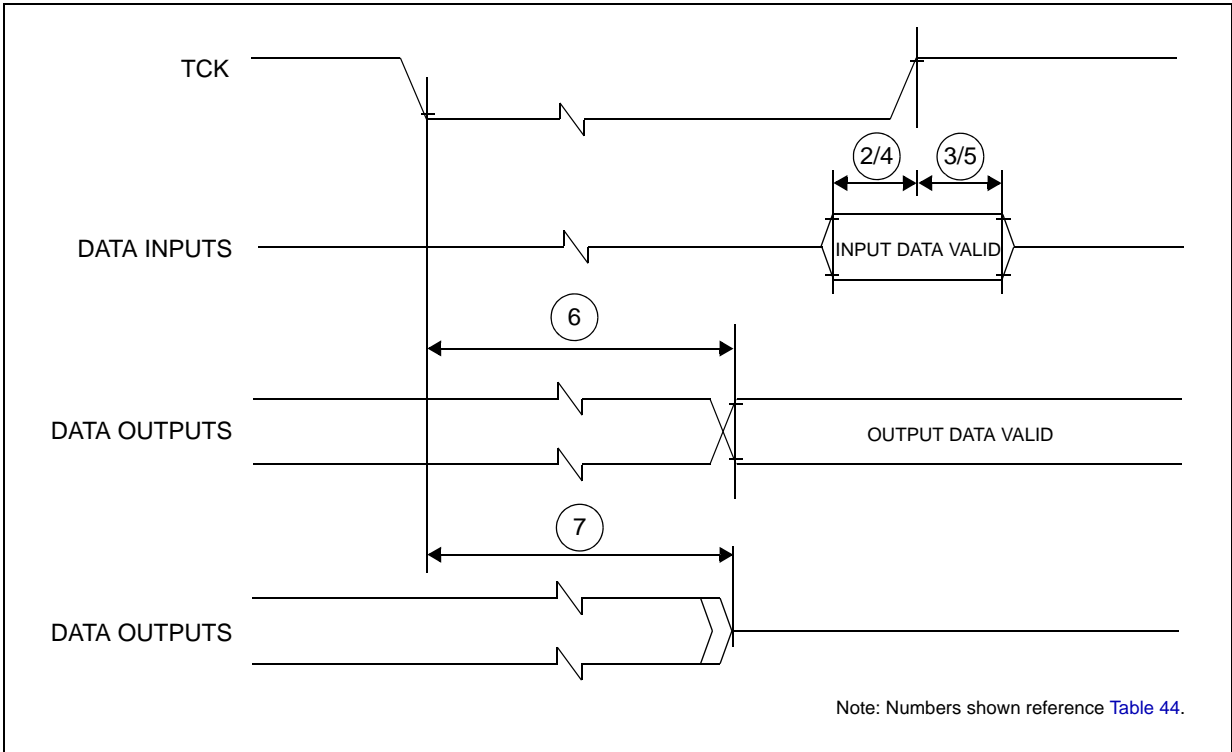 TCK
2/4
3/5
DATA INPUTS
INPUT DATA VALID
6
DATA OUTPUTS
OUTPUT DATA VALID
7
DATA OUTPUTS
Note: Numbers shown reference Table 44.